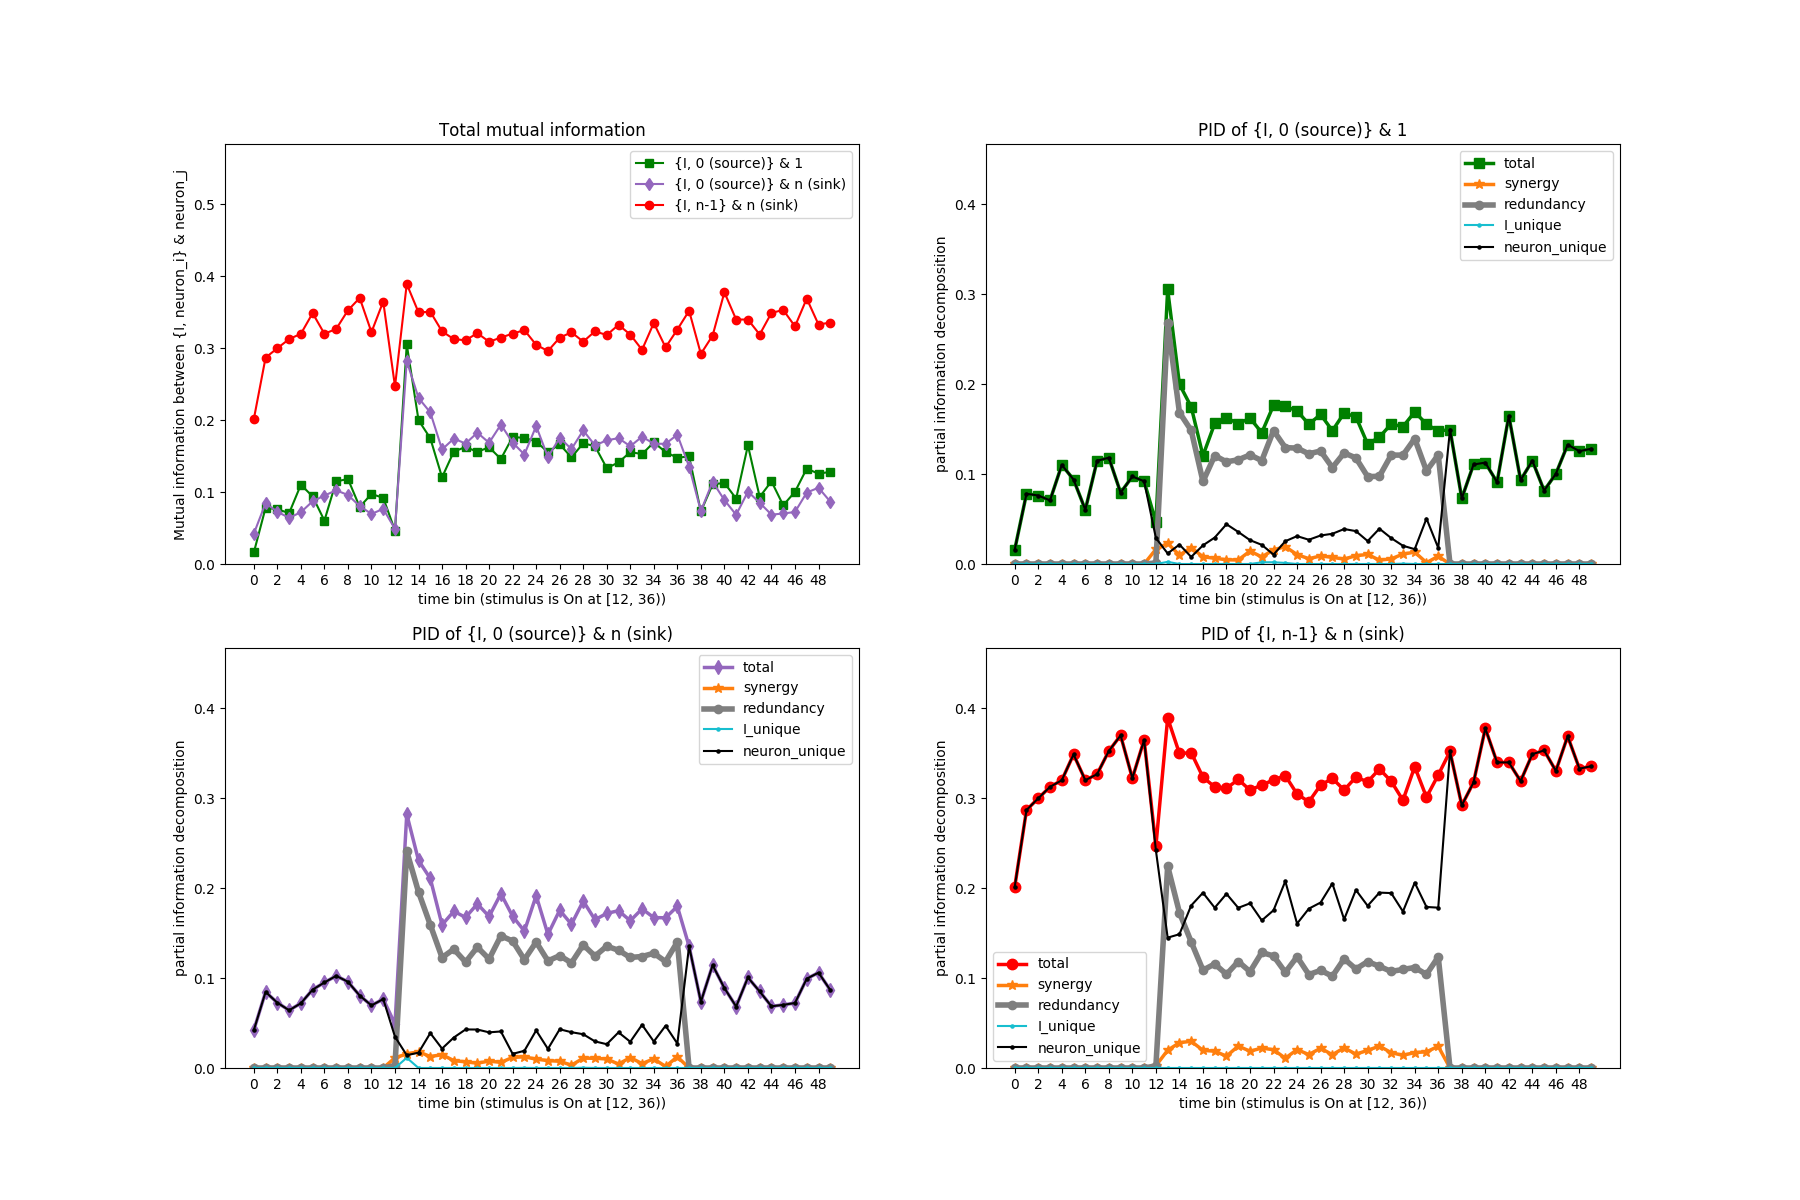 Total mutual information
Mutual information between {I, neuron_i} & neuron_j
0.5
0.4
0.3
0.2
0.1
0.0
{I, 0 (source)} & 1
{I, 0 (source)} & n (sink)
{I, n-1} & n (sink)
0 2 4 6 8 10 12 14 16 18 20 22 24 26 28 30 32 34 36 38 40 42 44 46 48
time bin (stimulus is On at [12, 36))
PID of {I, 0 (source)} & 1
partial information decomposition
0.4
0.3
0.2
0.1
0.0
total
synergy
redundancy
I_unique
neuron_unique
0 2 4 6 8 10 12 14 16 18 20 22 24 26 28 30 32 34 36 38 40 42 44 46 48
time bin (stimulus is On at [12, 36))
PID of {I, 0 (source)} & n (sink)
partial information decomposition
0.4
0.3
0.2
0.1
0.0
total
synergy
redundancy
I_unique
neuron_unique
0 2 4 6 8 10 12 14 16 18 20 22 24 26 28 30 32 34 36 38 40 42 44 46 48
time bin (stimulus is On at [12, 36))
PID of {I, n-1} & n (sink)
partial information decomposition
0.4
0.3
0.2
0.1
0.0
total
synergy
redundancy
I_unique
neuron_unique
0 2 4 6 8 10 12 14 16 18 20 22 24 26 28 30 32 34 36 38 40 42 44 46 48
time bin (stimulus is On at [12, 36))